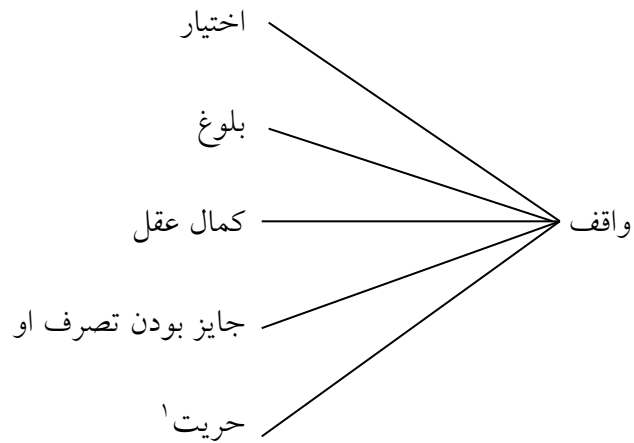 واقف
اختیار
بلوغ
کمال عقل
جایز بودن تصرف او
حریت۱